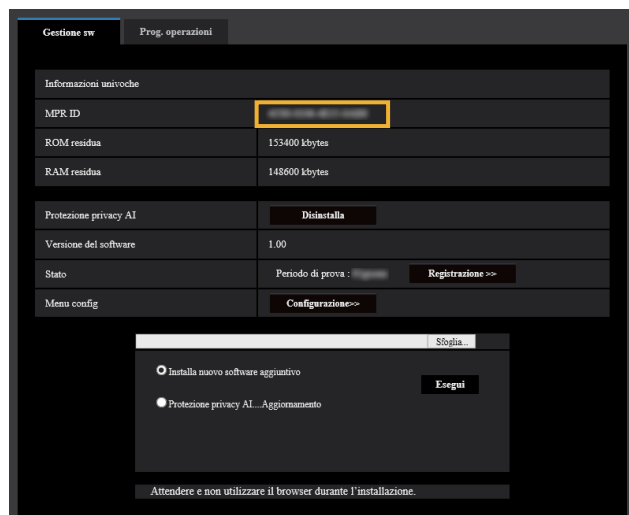 Gestione sw Prog. operazioni
Informazioni univoche
MPR ID
ROM residua 153400 kbytes
RAM residua 148600 kbytes
Protezione privacy AI Disinstalla
Versione del software 1.00
Stato Periodo di prova : Registrazione >>
Menu config Configurazione>>
Sfoglia...
Installa nuovo software aggiuntivo
Esegui
Protezione privacy AI....Aggiornamento
Attendere e non utilizzare il browser durante l'installazione.